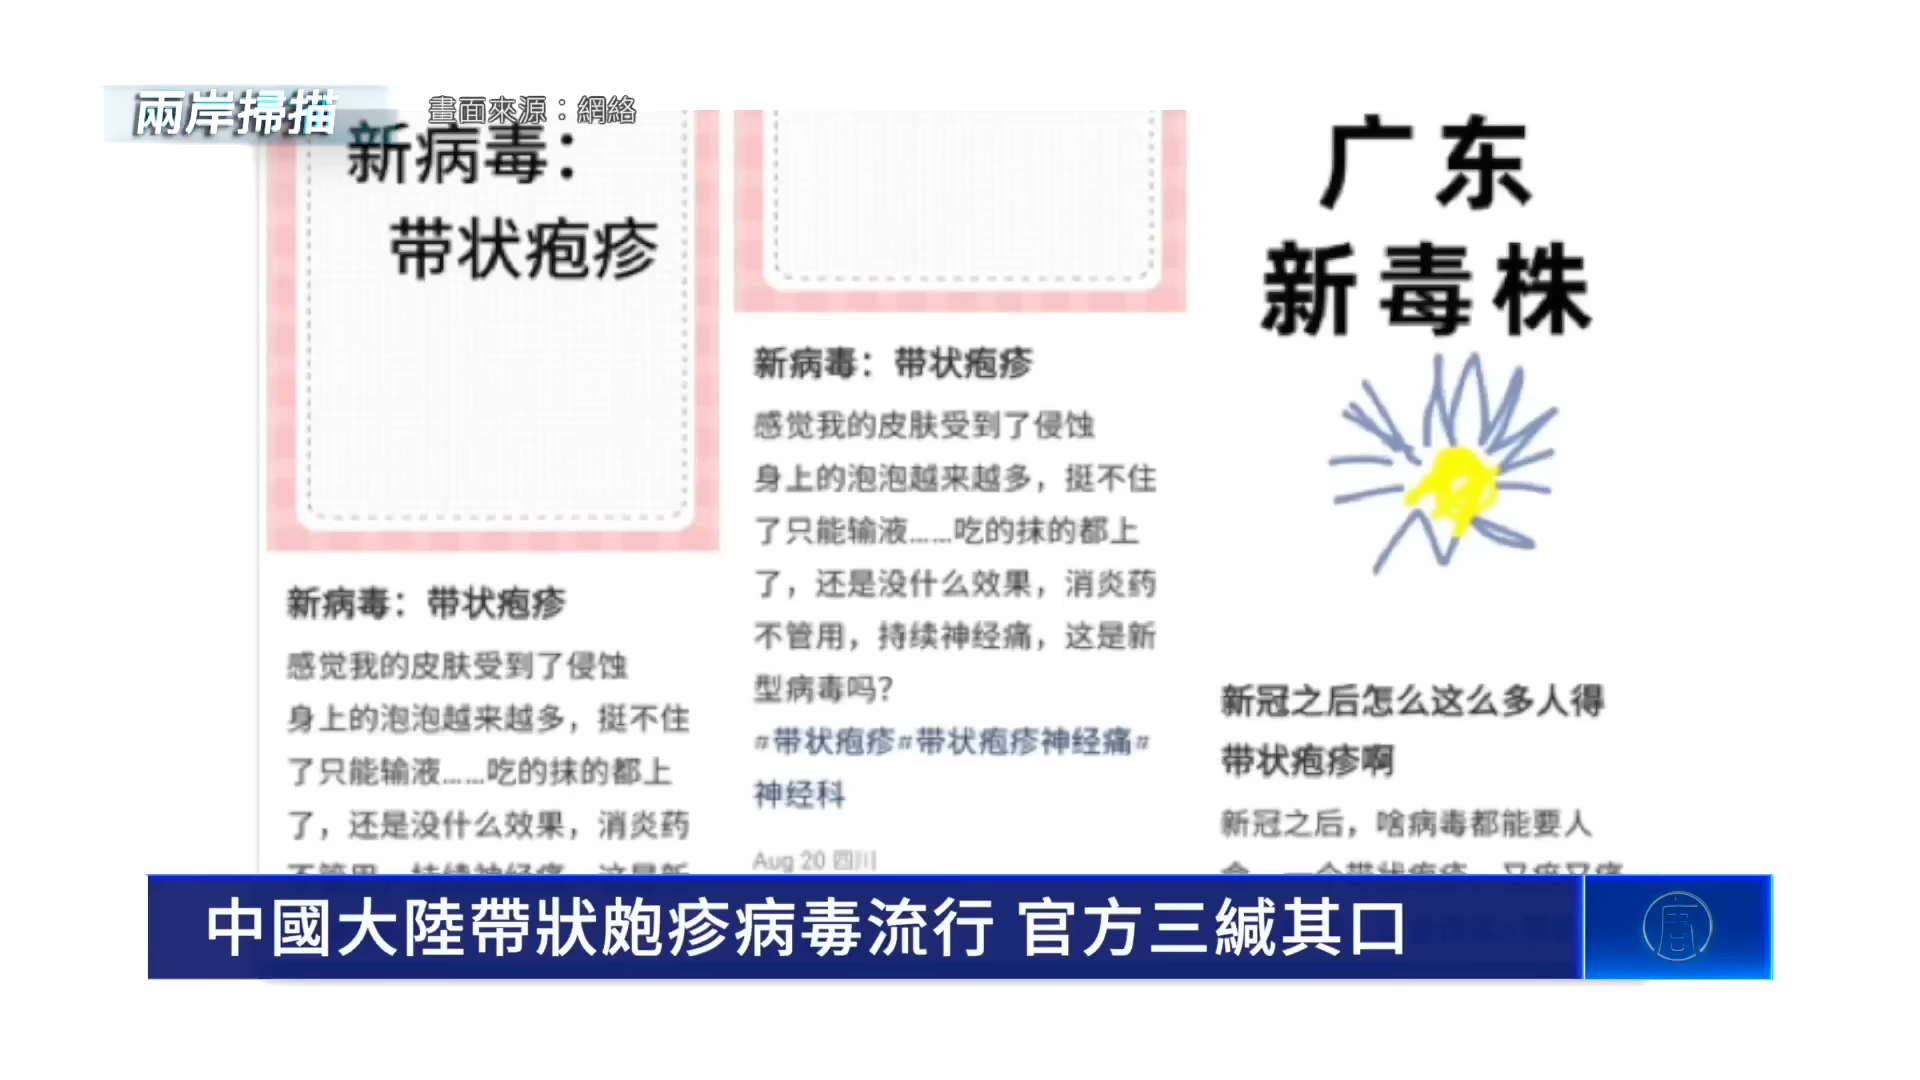 兩岸掃描
畫面來源：網絡
新病毒：
带状疱疹
新病毒：带状疱疹
感觉我的皮肤受到了侵蚀
身上的泡泡越来越多，挺不住
了只能输液……吃的抹的都上
了，还是没什么效果，消炎药
新病毒：带状疱疹
感觉我的皮肤受到了侵蚀
身上的泡泡越来越多，挺不住
了只能输液……吃的抹的都上
了，还是没什么效果，消炎药
不管用，持续神经痛，这是新
型病毒吗？
#带状疱疹#带状疱疹神经痛#
神经科
Aug 20 四川
广东
新毒株
新冠之后怎么这么多人得
带状疱疹啊
新冠之后，啥病毒都能要人
中國大陸帶狀皰疹病毒流行 官方三緘其口